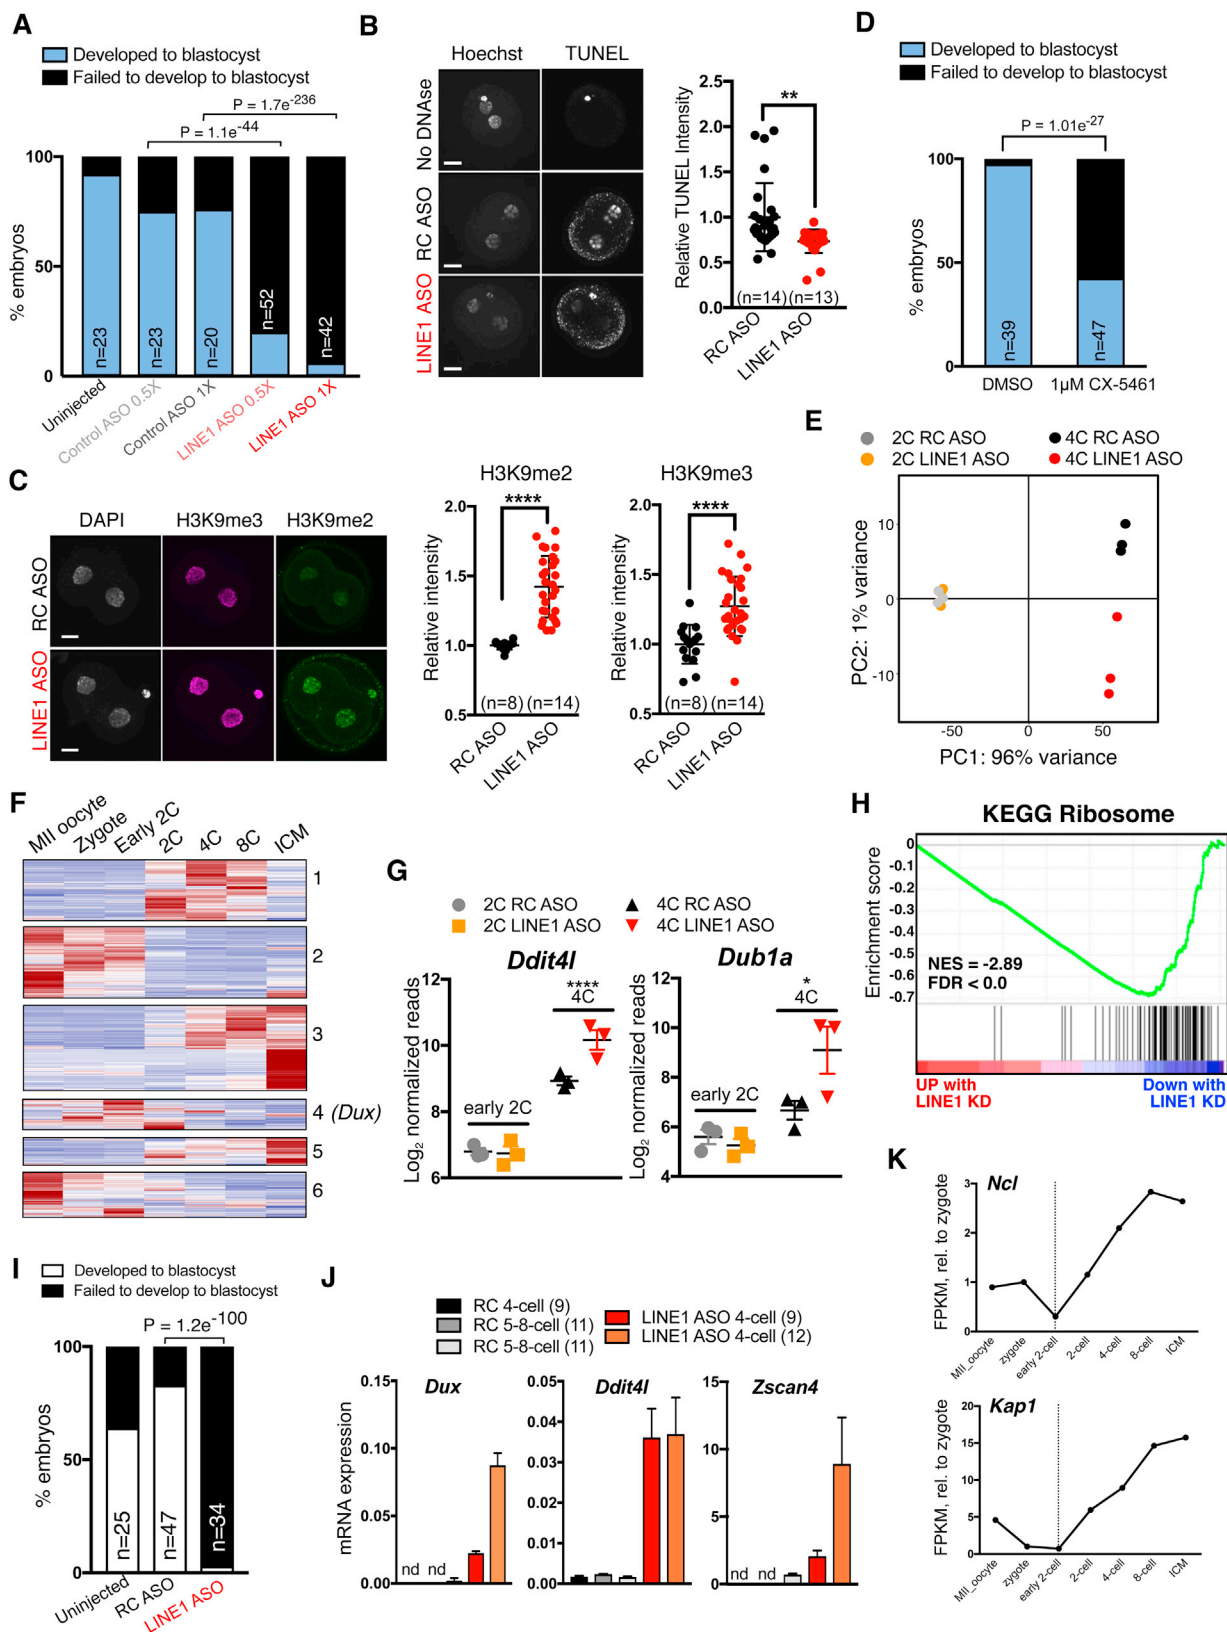 A
Developed to blastocyst
Failed to develop to blastocyst
P = 1.7e-236
P = 1.1e-44
100
50
0
% embryos
n=23
n=23
n=20
n=52
n=42
Uninjected
Control ASO 0.5X
Control ASO 1X
LINE1 ASO 0.5X
LINE1 ASO 1X
B
Hoechst
TUNEL
No DNAse
RC ASO
LINE1 ASO
Relative TUNEL Intensity
2.5
2.0
1.5
1.0
0.5
0.0
**
(n=14)
(n=13)
RC ASO
LINE1 ASO
D
Developed to blastocyst
Failed to develop to blastocyst
P = 1.01e-27
100
50
0
% embryos
n=39
n=47
DMSO
1µM CX-5461
C
DAPI
H3K9me3
H3K9me2
RC ASO
LINE1 ASO
H3K9me2
Relative intensity
2.0
1.5
1.0
0.5
****
(n=8)
(n=14)
RC ASO
LINE1 ASO
H3K9me3
Relative intensity
2.0
1.5
1.0
0.5
****
(n=8)
(n=14)
RC ASO
LINE1 ASO
E
2C RC ASO
4C RC ASO
2C LINE1 ASO
4C LINE1 ASO
PC2: 1% variance
10
0
-10
-50
0
50
PC1: 96% variance
F
MII oocyte
Zygote
Early 2C
2C
4C
8C
ICM
1
2
3
4 (Dux)
5
6
G
2C RC ASO
4C RC ASO
2C LINE1 ASO
4C LINE1 ASO
Ddit4l
Log2 normalized reads
12
10
8
6
****
4C
early 2C
Dub1a
Log2 normalized reads
12
10
8
6
4
*
4C
early 2C
H
KEGG Ribosome
Enrichment score
0
-0.1
-0.2
-0.3
-0.4
-0.5
-0.6
-0.7
NES = -2.89
FDR < 0.0
UP with
LINE1 KD
Down with
LINE1 KD
I
Developed to blastocyst
Failed to develop to blastocyst
P = 1.2e-100
100
50
0
% embryos
n=25
n=47
n=34
Uninjected
RC ASO
LINE1 ASO
J
RC 4-cell (9)
RC 5-8-cell (11)
RC 5-8-cell (11)
LINE1 ASO 4-cell (9)
LINE1 ASO 4-cell (12)
mRNA expression
Dux
0.15
0.10
0.05
0.00
nd
nd
Ddit4l
0.05
0.04
0.03
0.02
0.01
0.00
Zscan4
15
10
5
0
nd
nd
K
Ncl
FPKM, rel. to zygote
3
2
1
0
MII_oocyte
zygote
early 2-cell
2-cell
4-cell
8-cell
ICM
Kap1
FPKM, rel. to zygote
20
15
10
5
0
MII_oocyte
zygote
early 2-cell
2-cell
4-cell
8-cell
ICM